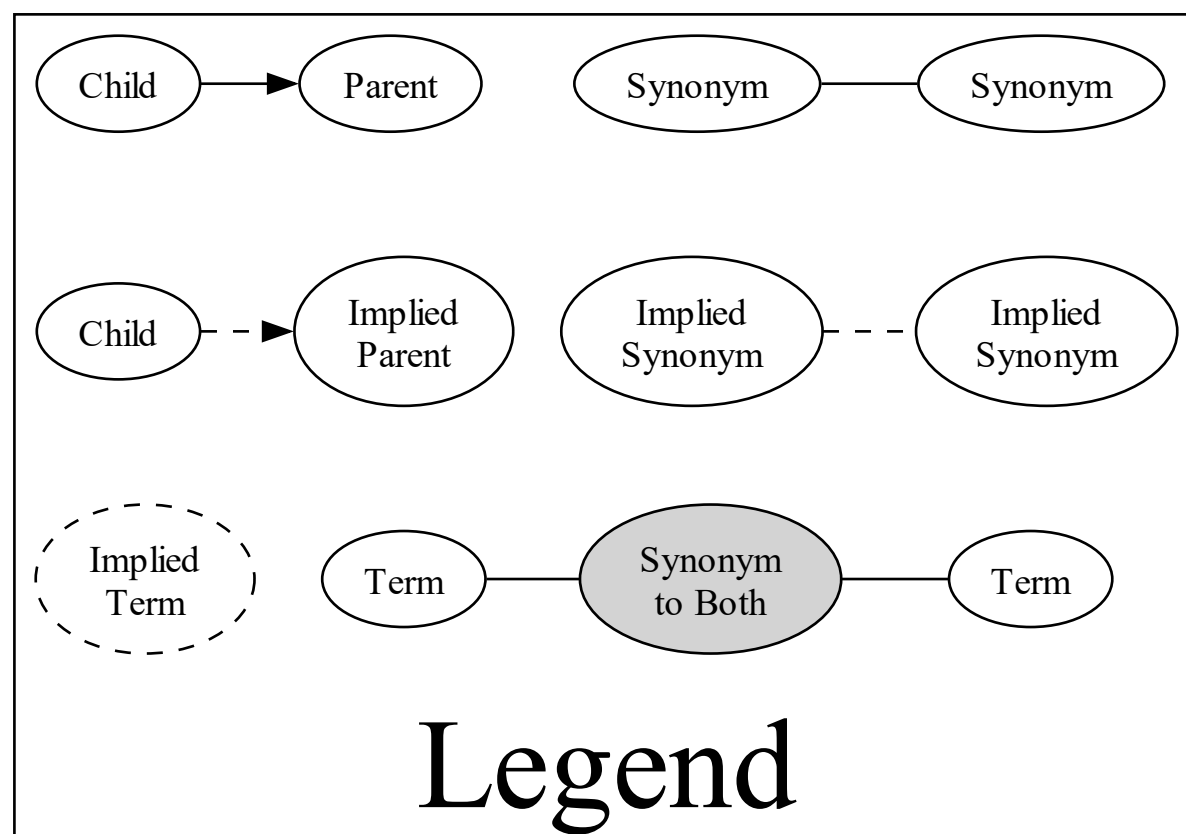 Child
Parent
Synonym
Synonym
Child
Implied
Parent
Implied
Synonym
Implied
Synonym
Implied
Term
Term
Synonym
to Both
Term
Legend